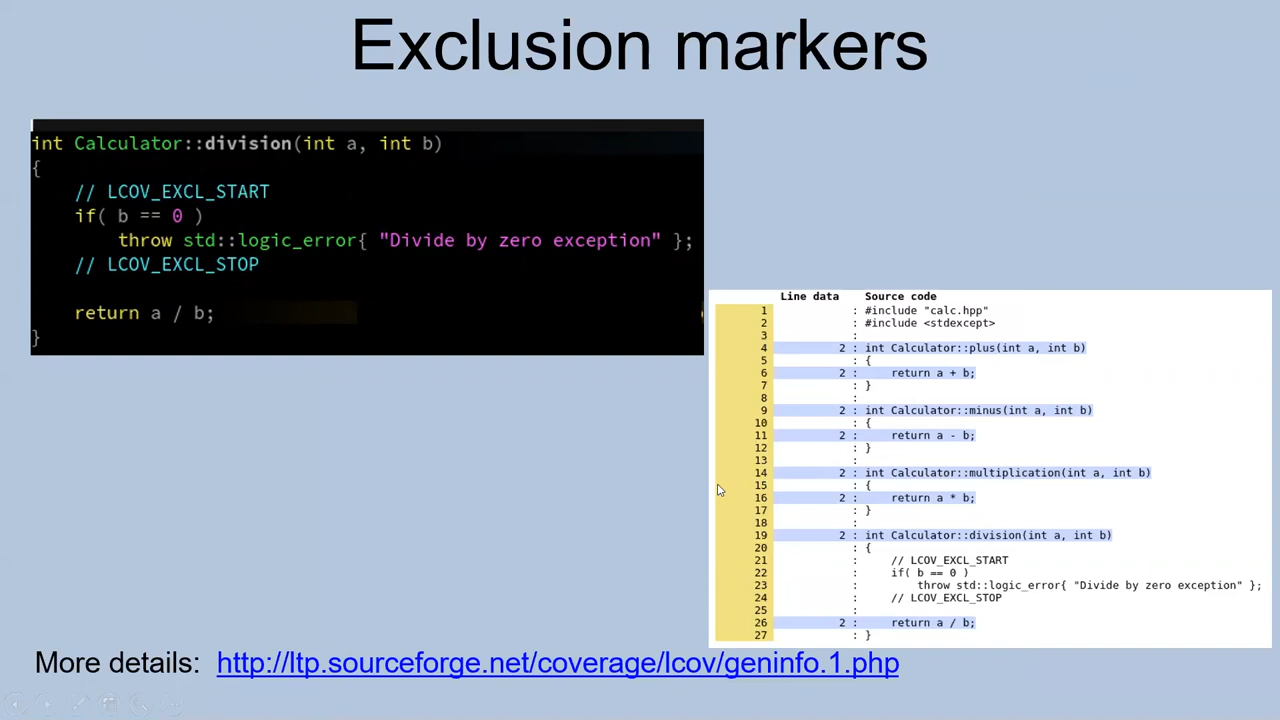 Exclusion markers
int Calculator::division(int a, int b)
{
    // LCOV_EXCL_START
    if( b == 0 )
        throw std::logic_error{ "Divide by zero exception" };
    // LCOV_EXCL_STOP
    return a / b;
}
Line data    Source code
1 : #include "calc.hpp"
2 : #include <stdexcept>
3 :
4 2 : int Calculator::plus(int a, int b)
5 : {
6 2 :     return a + b;
7 : }
8 :
9 2 : int Calculator::minus(int a, int b)
10 : {
11 2 :     return a - b;
12 : }
13 :
14 2 : int Calculator::multiplication(int a, int b)
15 : {
16 2 :     return a * b;
17 : }
18 :
19 2 : int Calculator::division(int a, int b)
20 : {
21 :     // LCOV_EXCL_START
22 :     if( b == 0 )
23 :         throw std::logic_error{ "Divide by zero exception" };
24 :     // LCOV_EXCL_STOP
25 :
26 2 :     return a / b;
27 : }
More details: http://ltp.sourceforge.net/coverage/lcov/geninfo.1.php